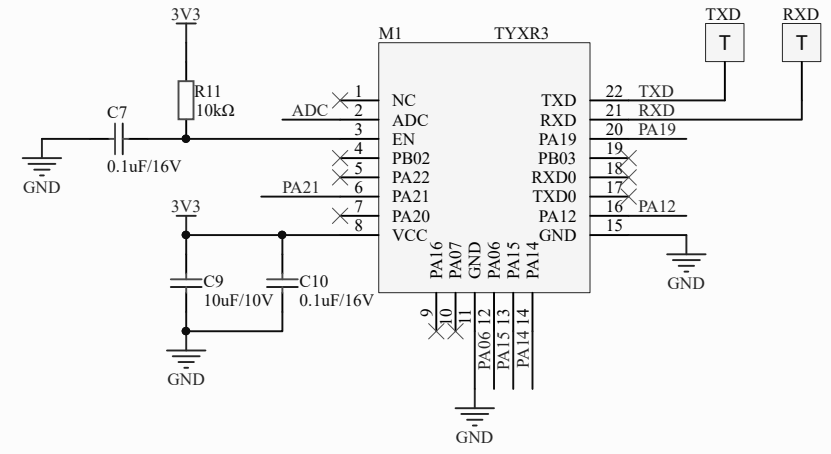 3V3
TXD
RXD
M1
TYXR3
T
T
R11
10kΩ
C7
0.1uF/16V
GND
1
NC
ADC
2
ADC
3
EN
4
PB02
5
PA22
PA21
6
PA21
7
PA20
3V3
8
VCC
TXD
22
TXD
RXD
21
RXD
PA19
20
PA19
PB03
19
RXD0
18
TXD0
17
PA12
16
PA12
GND
15
GND
PA16
PA07
GND
PA06
PA15
PA14
9
10
11
12
13
14
PA06
PA15
PA14
C9
10uF/10V
C10
0.1uF/16V
GND
GND